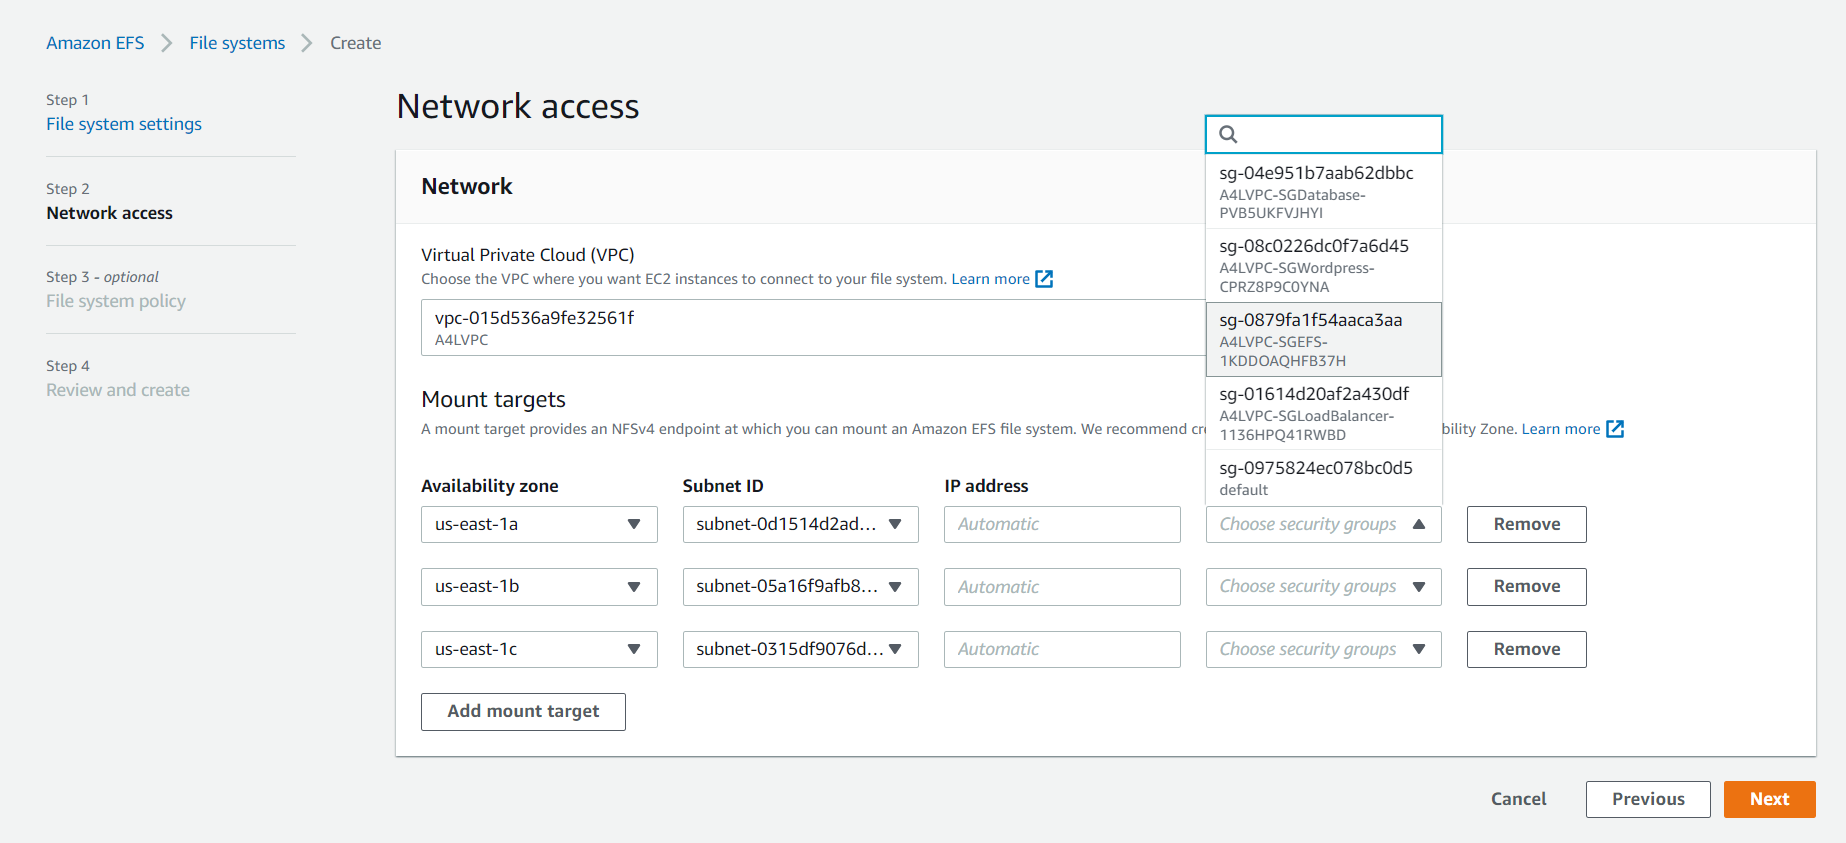 Amazon EFS > File systems > Create
Step 1
File system settings
Step 2
Network access
Step 3 - optional
File system policy
Step 4
Review and create
Network access
Network
Virtual Private Cloud (VPC)
Choose the VPC where you want EC2 instances to connect to your file system. Learn more
vpc-015d536a9fe32561f
A4LVPC
Mount targets
A mount target provides an NFSv4 endpoint at which you can mount an Amazon EFS file system. We recommend bility Zone. Learn more
sg-04e951b7aab62dbbc
A4LVPC-SGDatabase-
PVB5UKFVJHYI
sg-08c0226dc0f7a6d45
A4LVPC-SGWordpress-
CPRZ8P9C0YNA
sg-0879fa1f54aaca3aa
A4LVPC-SGEFS-
1KDDOAQHFB37H
sg-01614d20af2a430df
A4LVPC-SGLoadBalancer-
1136HPQ41RWBD
sg-0975824ec078bc0d5
default
Availability zone Subnet ID IP address
us-east-1a subnet-0d1514d2ad... Automatic Choose security groups Remove
us-east-1b subnet-05a16f9afb8... Automatic Choose security groups Remove
us-east-1c subnet-0315df9076d... Automatic Choose security groups Remove
Add mount target
Cancel Previous Next